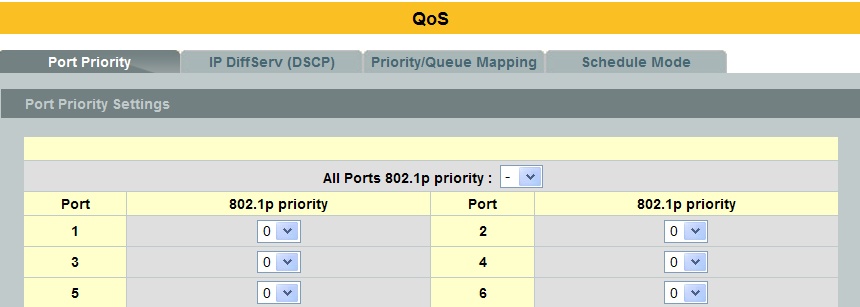 QoS
Port Priority IP DiffServ (DSCP) Priority/Queue Mapping Schedule Mode
Port Priority Settings
All Ports 802.1p priority : -
Port 802.1p priority Port 802.1p priority
1 0 2 0
3 0 4 0
5 0 6 0